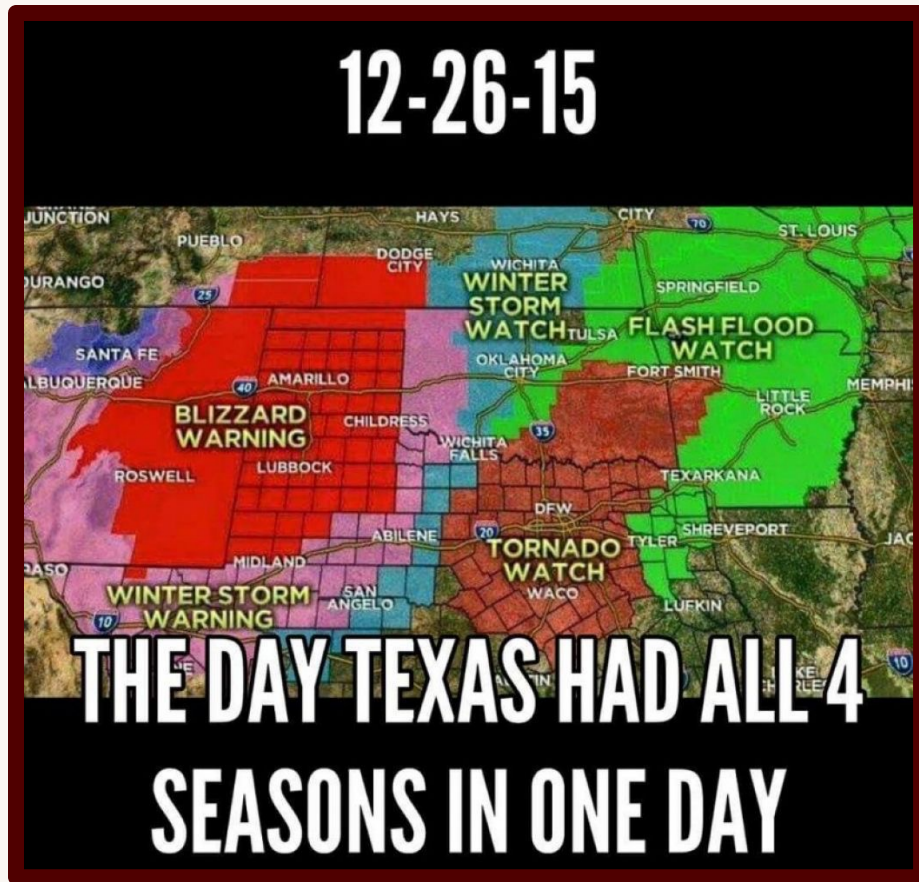 12-26-15
JUNCTION
HAYS
CITY
70
ST. LOUIS
PUEBLO
DODGE
CITY
WICHITA
DURANGO
25
WINTER
STORM
WATCH
SPRINGFIELD
TULSA
FLASH FLOOD
WATCH
SANTA FE
OKLAHOMA
CITY
FORT SMITH
ALBUQUERQUE
40
AMARILLO
LITTLE
ROCK
MEMPHI
BLIZZARD
WARNING
CHILDRESS
35
WICHITA
FALLS
ROSWELL
LUBBOCK
TEXARKANA
DFW
ABILENE
20
TYLER
SHREVEPORT
JAC
MIDLAND
TORNADO
WATCH
PASO
WINTER STORM
WARNING
SAN
ANGELO
WACO
LUFKIN
10
10
THE DAY TEXAS HAD ALL 4
SEASONS IN ONE DAY